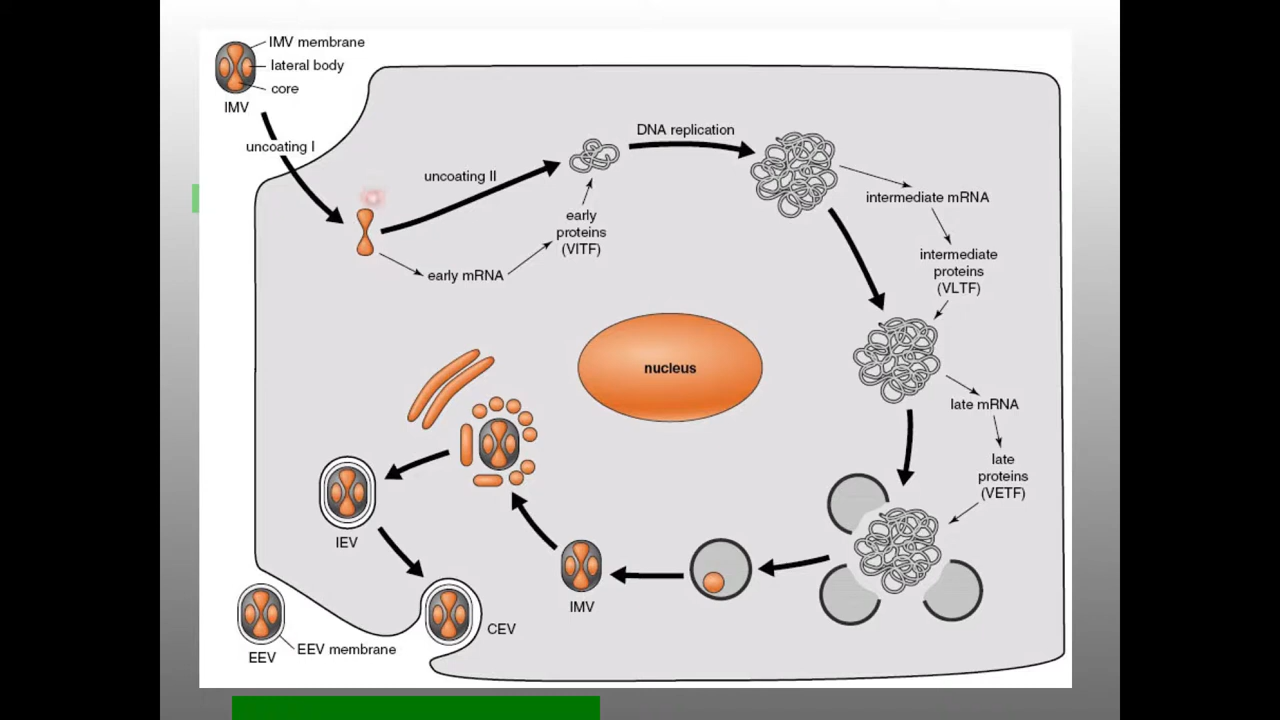 IMV membrane
lateral body
core
IMV
uncoating I
uncoating II
DNA replication
early
proteins
(VITF)
early mRNA
intermediate mRNA
intermediate
proteins
(VLTF)
nucleus
late mRNA
late
proteins
(VETF)
IMV
IEV
CEV
EEV membrane
EEV